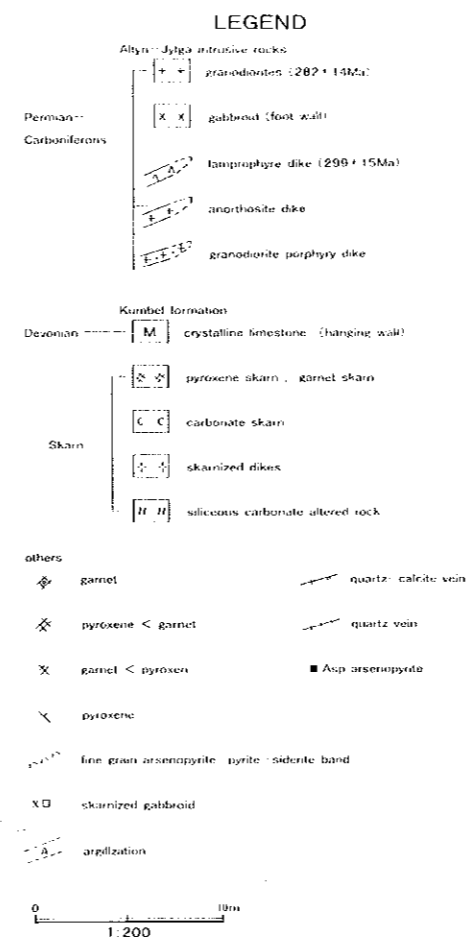 LEGEND
Altyn-Jylga intrusive rocks
+ + granodiorites (282±14Ma)
Permian-
Carboniferous
x x gabbroid (foot wall)
lamprophyre dike (299±15Ma)
anorthosite dike
granodiorite porphyry dike
Kumbel formation
Devonian M crystalline limestone (hanging wall)
pyroxene skarn, garnet skarn
C C carbonate skarn
Skarn
skarnized dikes
H H siliceous carbonate altered rock
others
garnet
quartz-calcite vein
pyroxene < garnet
quartz vein
garnet < pyroxen
■ Asp arsenopyrite
pyroxene
fine grain arsenopyrite-pyrite-siderite band
x□ skarnized gabbroid
A argillzation
0 10m
1:200